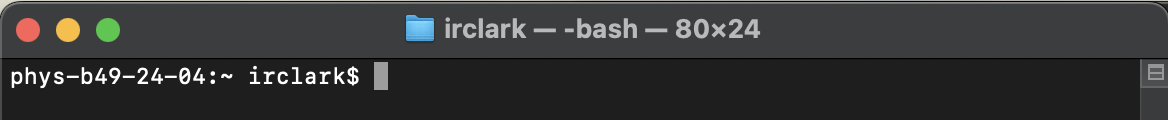 irclark — -bash — 80×24
phys-b49-24-04:~ irclark$